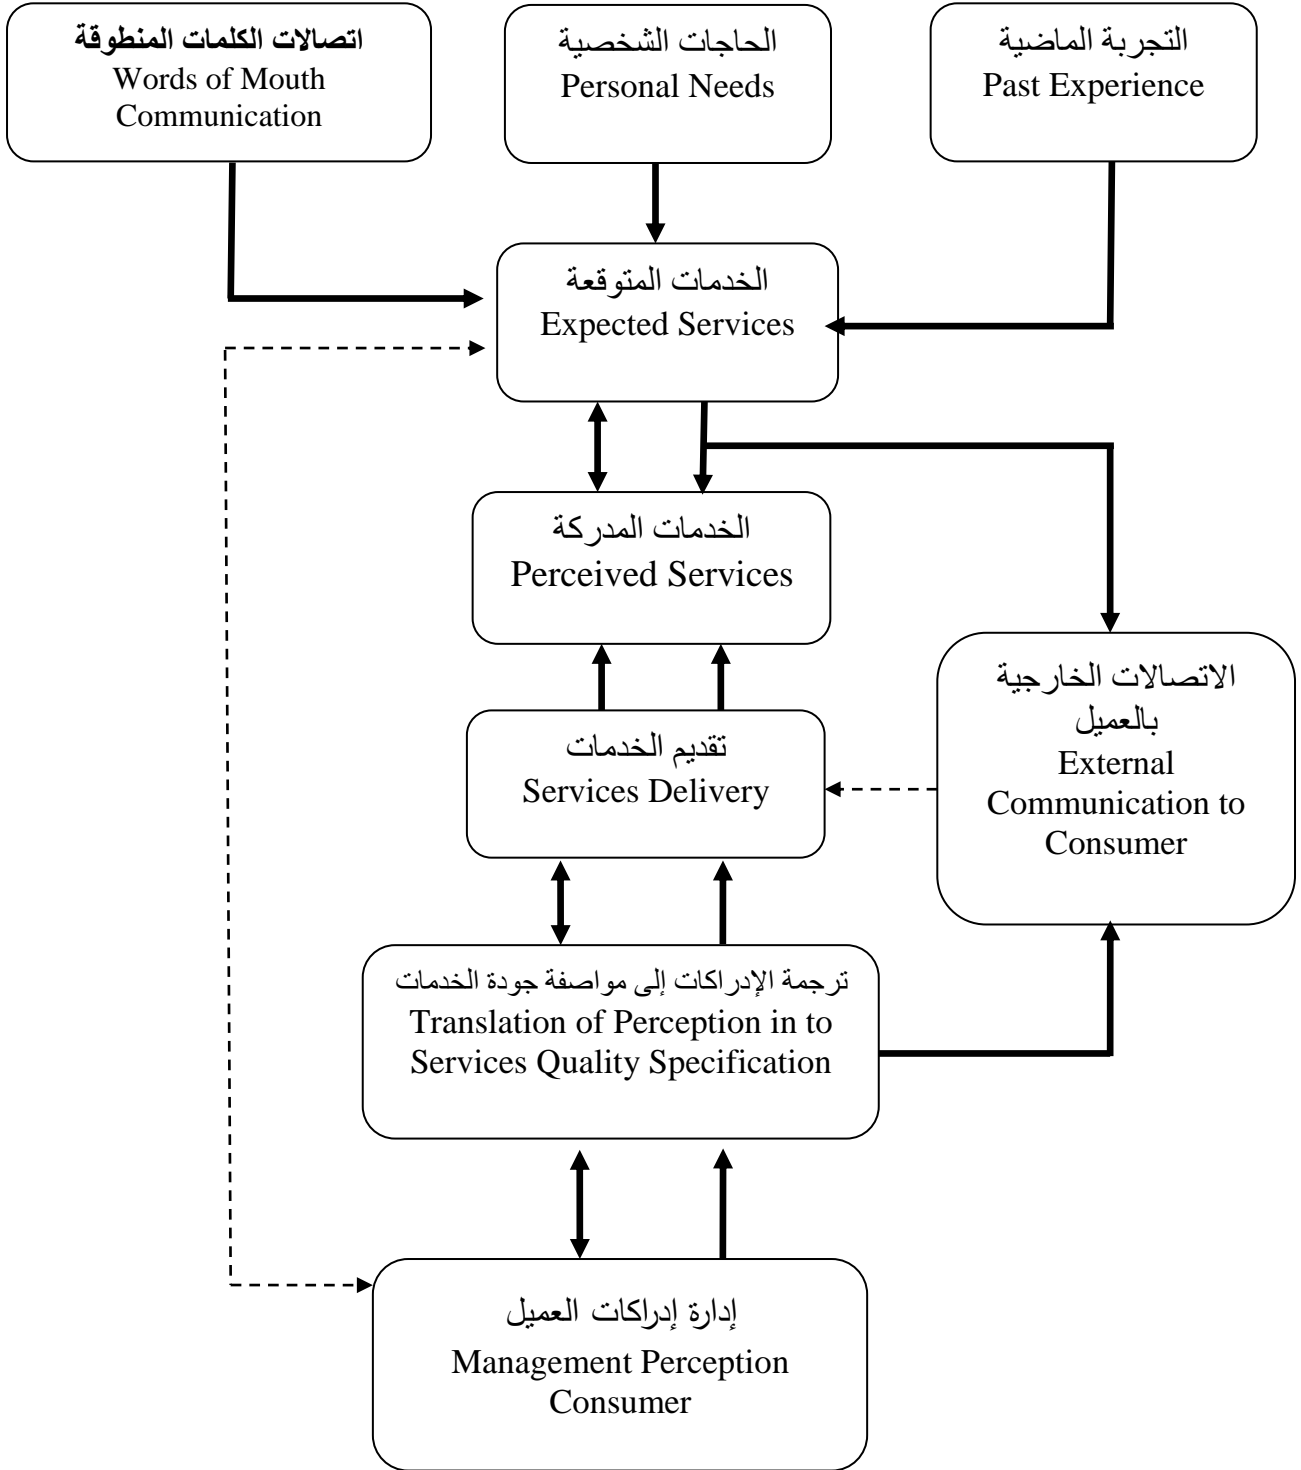 اتصالات الكلمات المنطوقة
Words of Mouth
Communication
الحاجات الشخصية
Personal Needs
التجربة الماضية
Past Experience
الخدمات المتوقعة
Expected Services
الخدمات المدركة
Perceived Services
تقديم الخدمات
Services Delivery
الاتصالات الخارجية
بالعميل
External
Communication to
Consumer
ترجمة الإدراكات إلى مواصفة جودة الخدمات
Translation of Perception in to
Services Quality Specification
إدارة إدراكات العميل
Management Perception
Consumer